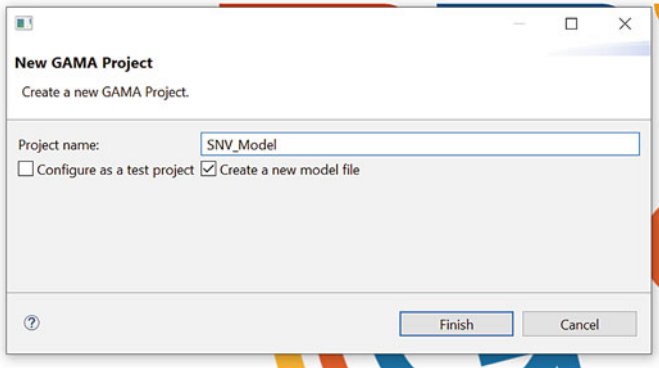 New GAMA Project
Create a new GAMA Project.
Project name: SNV_Model
Configure as a test project Create a new model file
Finish Cancel